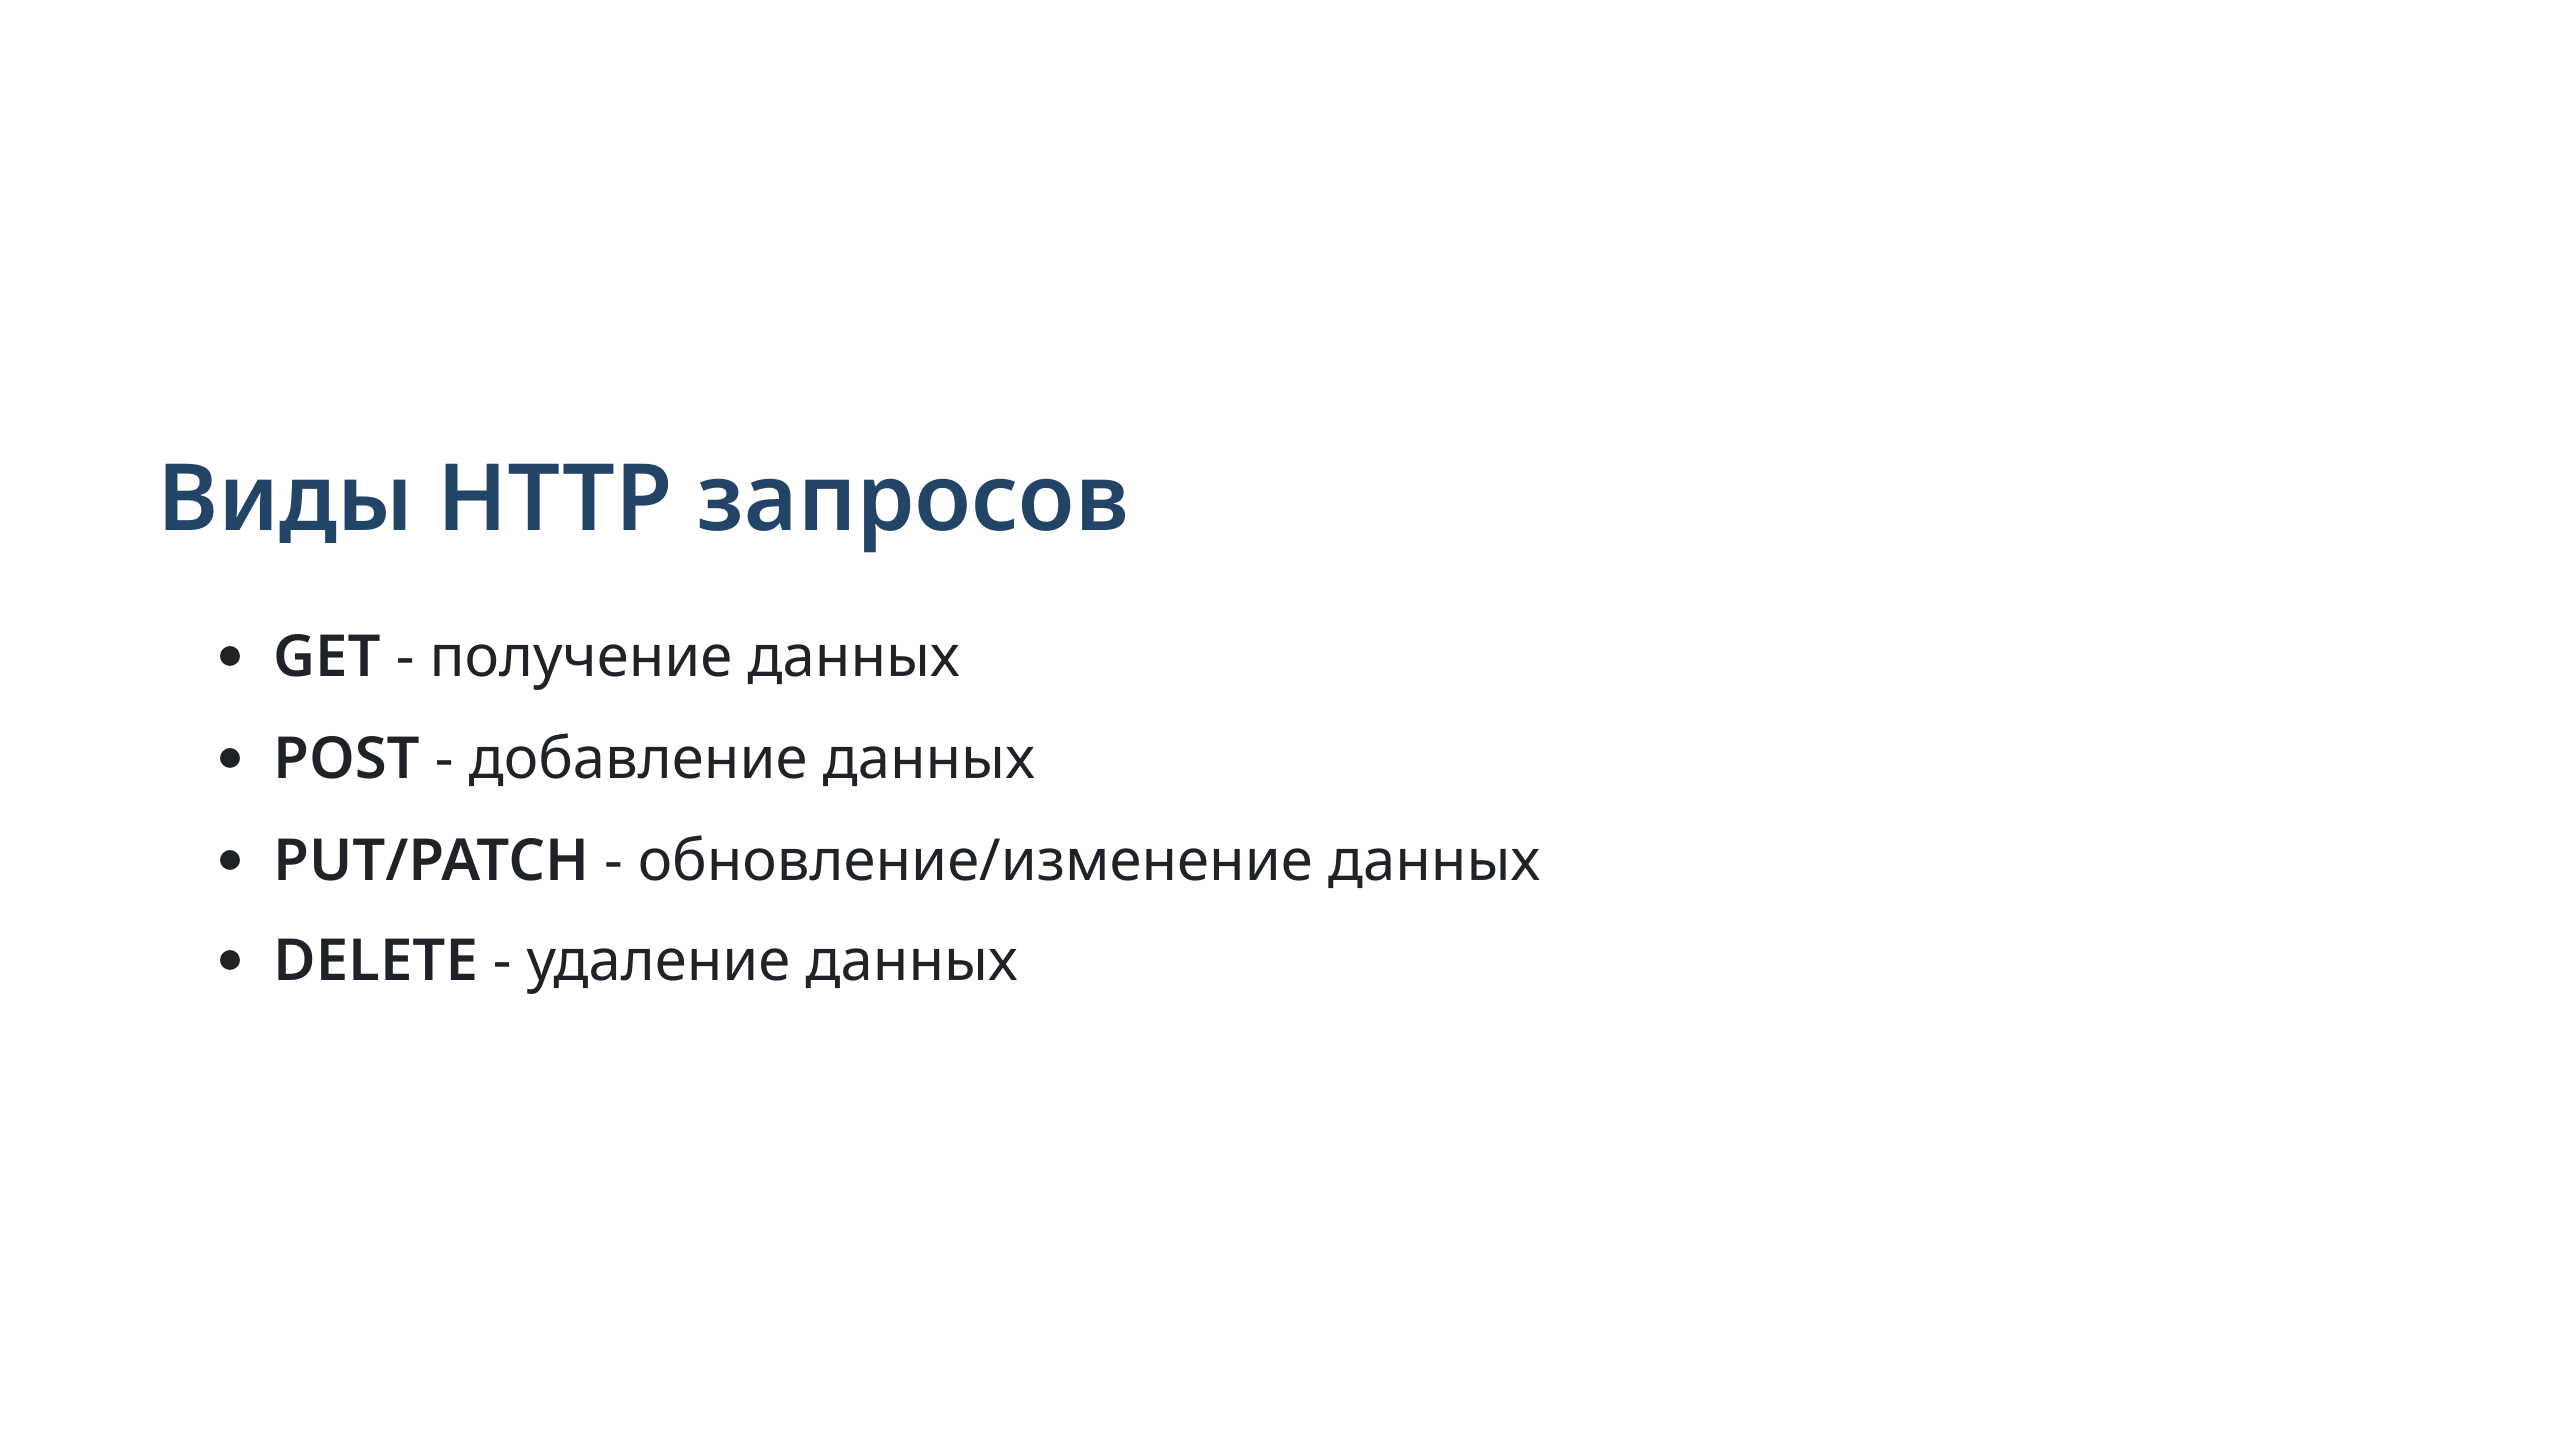 Виды HTTP запросов
• GET - получение данных
• POST - добавление данных
• PUT/PATCH - обновление/изменение данных
• DELETE - удаление данных